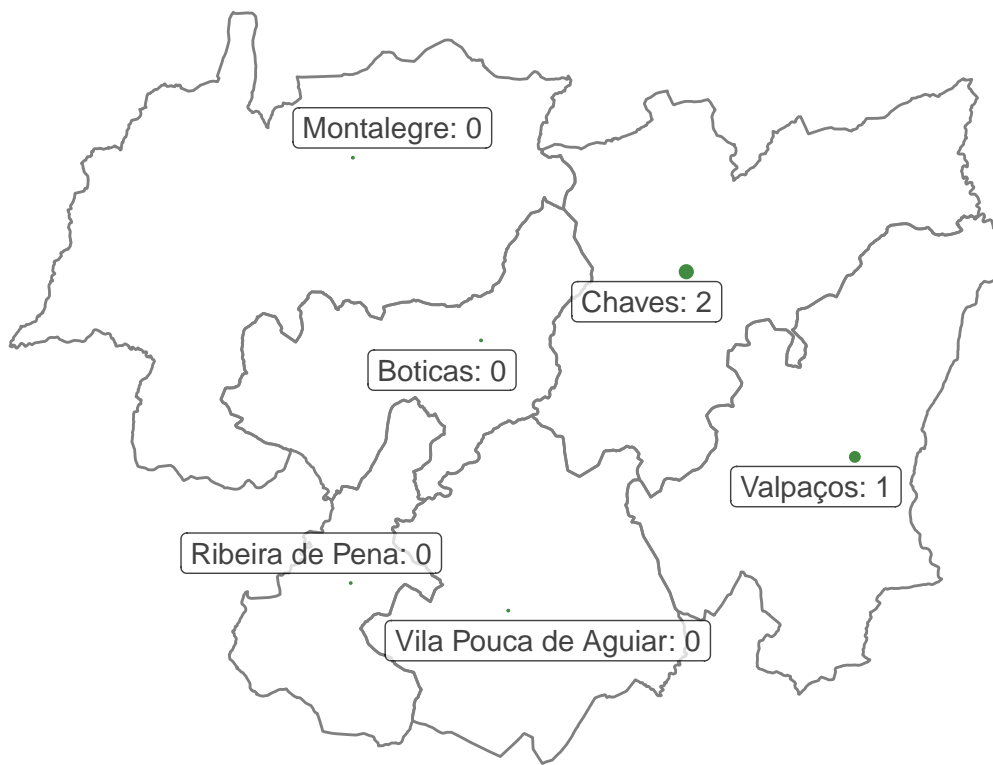 Montalegre: 0
Chaves: 2
Boticas: 0
Valpaços: 1
Ribeira de Pena: 0
Vila Pouca de Aguiar: 0